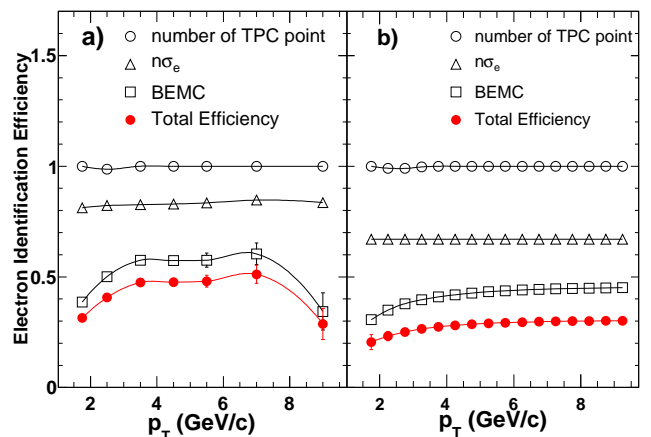 Electron Identification Efficiency
1.5
1
0.5
0
a)
number of TPC point
nσe
BEMC
Total Efficiency
2 4 6 8
pT (GeV/c)
b)
number of TPC point
nσe
BEMC
Total Efficiency
2 4 6 8
pT (GeV/c)